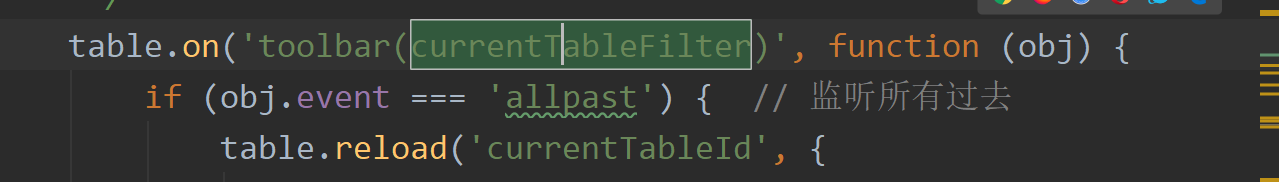 table.on('toolbar(currentTableFilter)', function (obj) {
if (obj.event === 'allpast') {  // 监听所有过去
table.reload('currentTableId', {